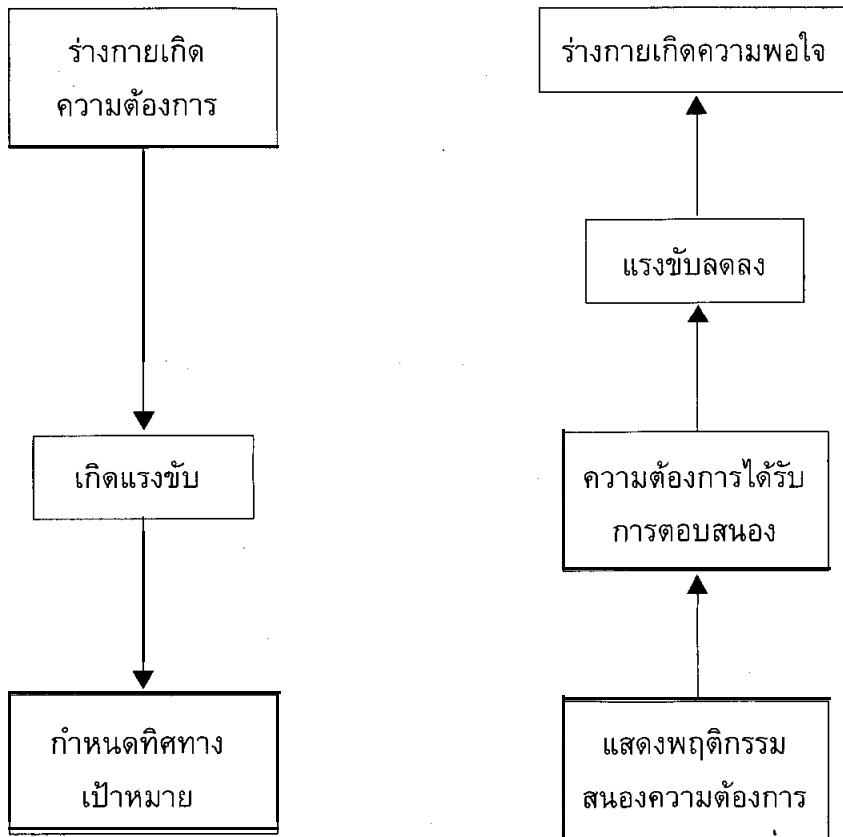 ร่างกายเกิด
ความต้องการ
เกิดแรงขับ
กำหนดทิศทาง
เป้าหมาย
ร่างกายเกิดความพอใจ
แรงขับลดลง
ความต้องการได้รับ
การตอบสนอง
แสดงพฤติกรรม
สนองความต้องการ